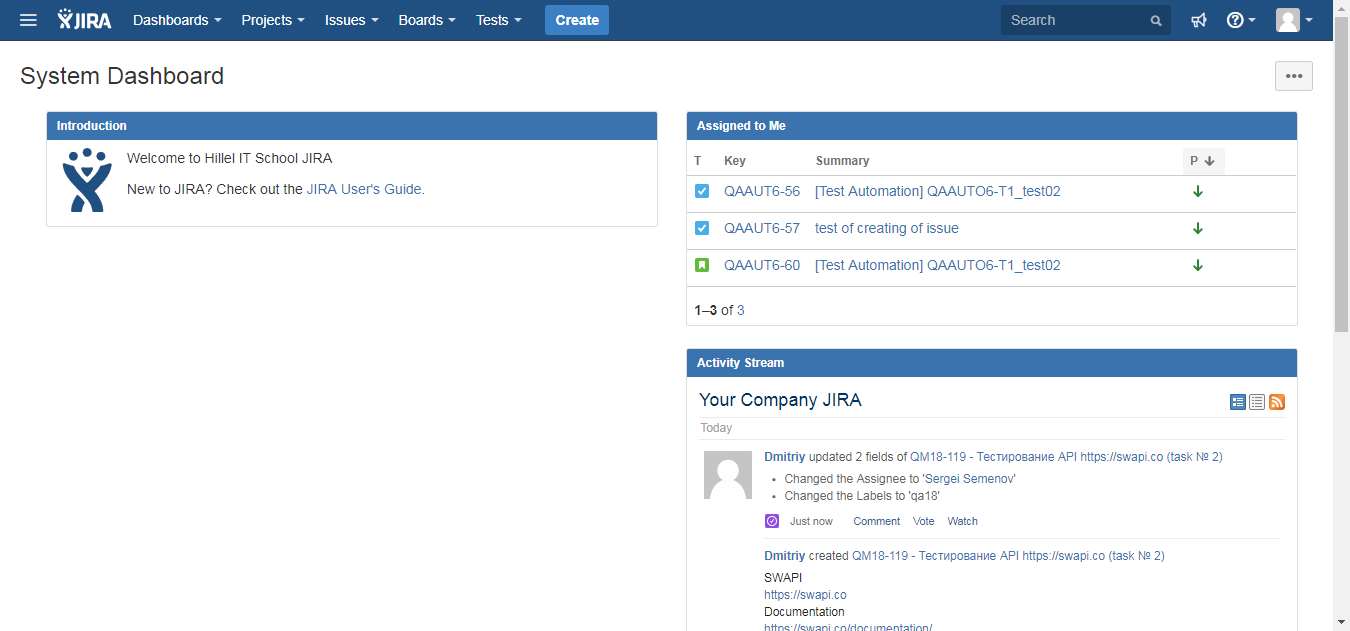 JIRA Dashboards Projects Issues Boards Tests Create Search
System Dashboard
Introduction
Welcome to Hillel IT School JIRA
New to JIRA? Check out the JIRA User's Guide.
Assigned to Me
T Key Summary P
QAAUT6-56 [Test Automation] QAAUTO6-T1_test02
QAAUT6-57 test of creating of issue
QAAUT6-60 [Test Automation] QAAUTO6-T1_test02
1–3 of 3
Activity Stream
Your Company JIRA
Today
Dmitriy updated 2 fields of QM18-119 - Тестирование API https://swapi.co (task № 2)
Changed the Assignee to 'Sergei Semenov'
Changed the Labels to 'qa18'
Just now Comment Vote Watch
Dmitriy created QM18-119 - Тестирование API https://swapi.co (task № 2)
SWAPI
https://swapi.co
Documentation
https://swapi.co/documentation/